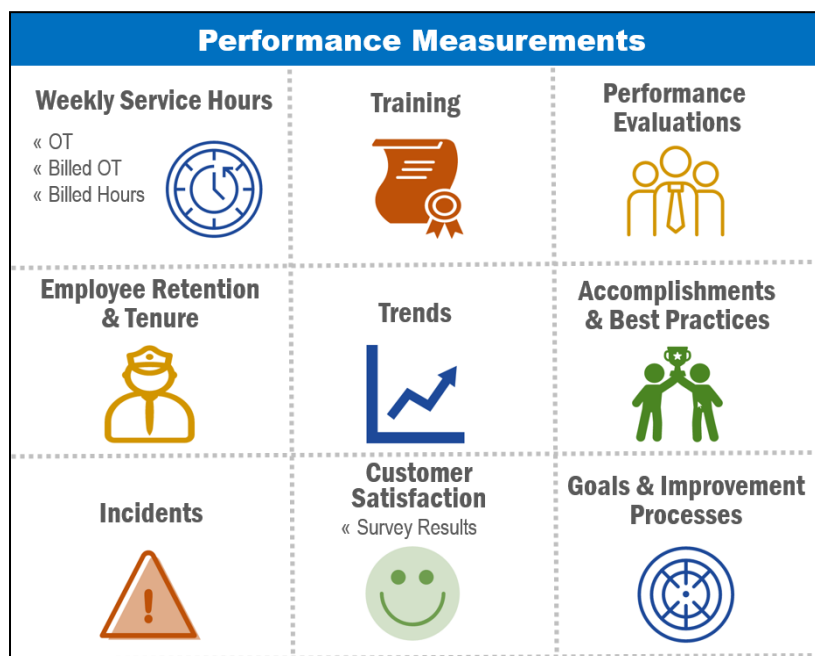 Performance Measurements
Weekly Service Hours
« OT
« Billed OT
« Billed Hours
Training
Performance
Evaluations
Employee Retention
& Tenure
Trends
Accomplishments
& Best Practices
Incidents
!
Customer
Satisfaction
« Survey Results
Goals & Improvement
Processes